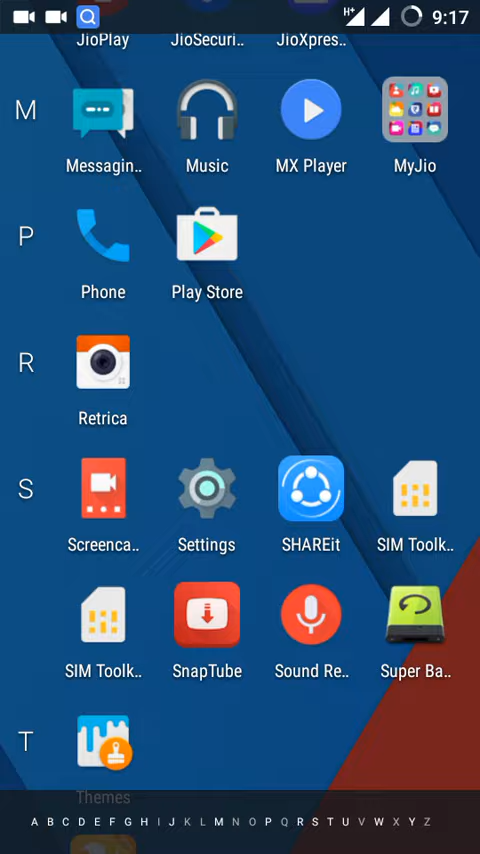 H+ 9:17
JioPlay JioSecuri.. JioXpres..
M
Messagin.. Music MX Player MyJio
P
Phone Play Store
R
Retrica
S
Screenca.. Settings SHAREit SIM Toolk..
SIM Toolk.. SnapTube Sound Re.. Super Ba..
T
Themes
A B C D E F G H I J K L M N O P Q R S T U V W X Y Z